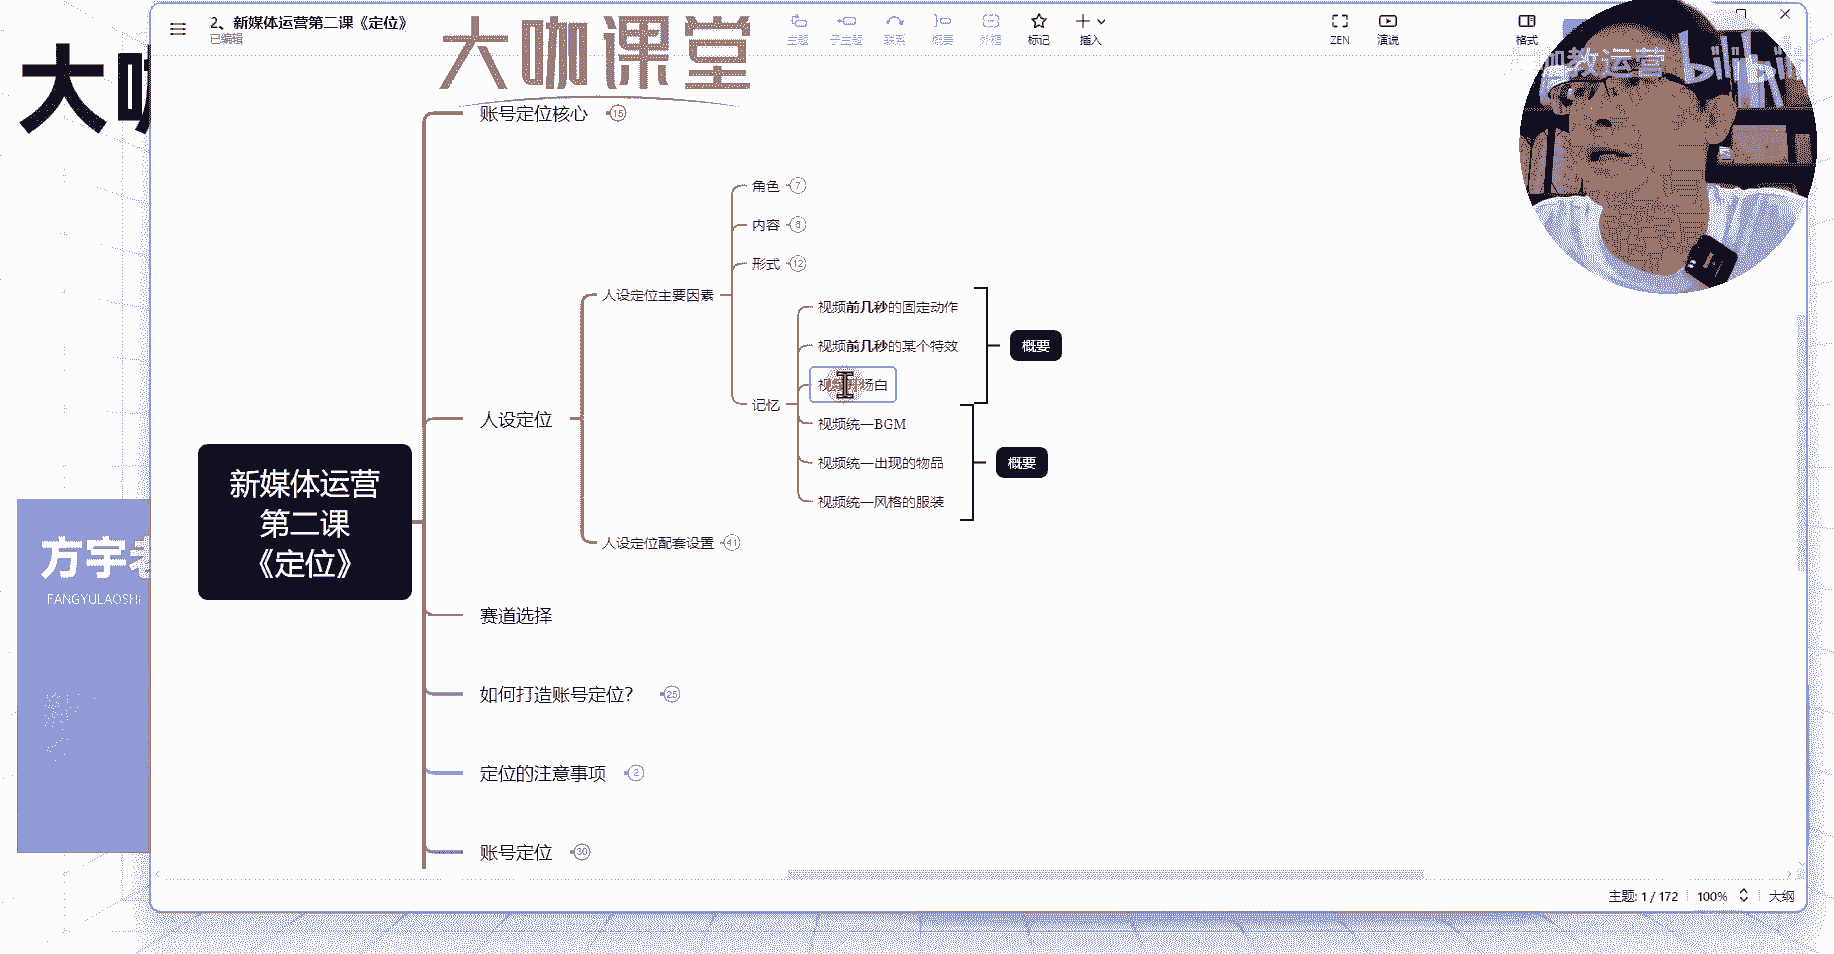 2、新媒体运营第二课《定位》
已编辑
大咖课堂
主题
子主题
联系
概要
外框
标记
插入
ZEN
演说
格式
咖教运营
bilibili
大
账号定位核心 15
角色 7
内容 8
形式 12
人设定位主要因素
视频前几秒的固定动作
视频前几秒的某个特效
概要
场白
记忆
人设定位
视频统一BGM
视频统一出现的物品
概要
视频统一风格的服装
新媒体运营
第二课
《定位》
人设定位配套设置 41
方宇
FANGYULAOSHI
赛道选择
如何打造账号定位? 25
定位的注意事项 2
账号定位 30
主题: 1 / 172
100%
大纲